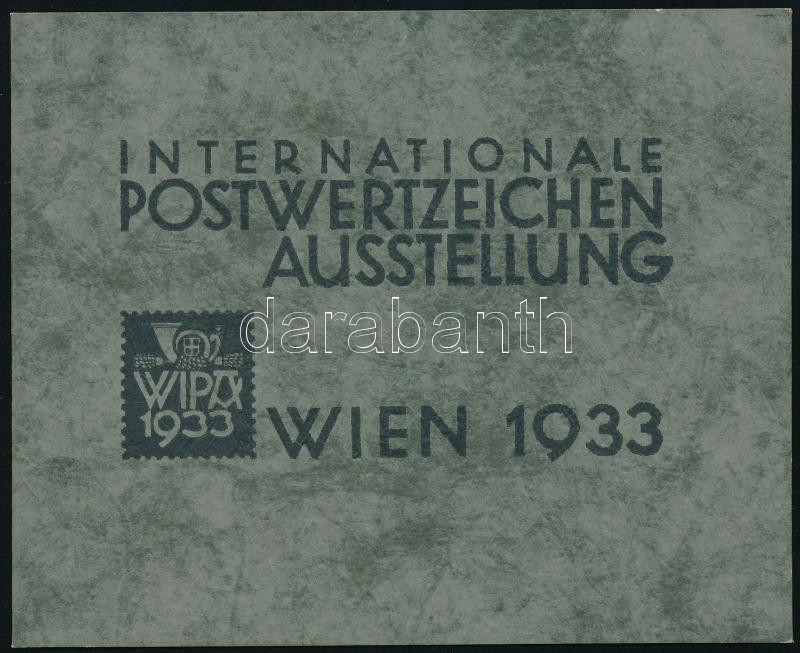 INTERNATIONALE
POSTWERTZEICHEN
AUSSTELLUNG
darabanth
WIPA
1933
WIEN 1933